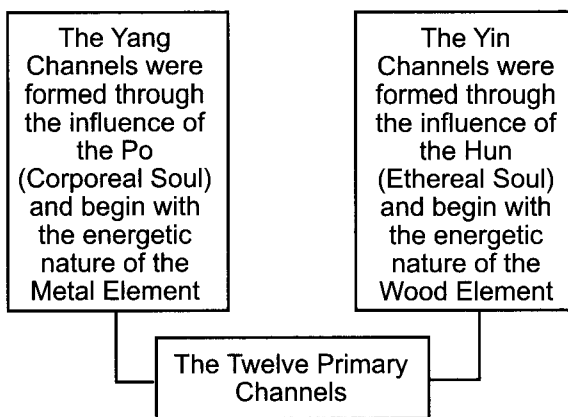 The Yang
Channels were
formed through
the influence of
the Po
(Corporeal Soul)
and begin with
the energetic
nature of the
Metal Element
The Yin
Channels were
formed through
the influence of
the Hun
(Ethereal Soul)
and begin with
the energetic
nature of the
Wood Element
The Twelve Primary
Channels